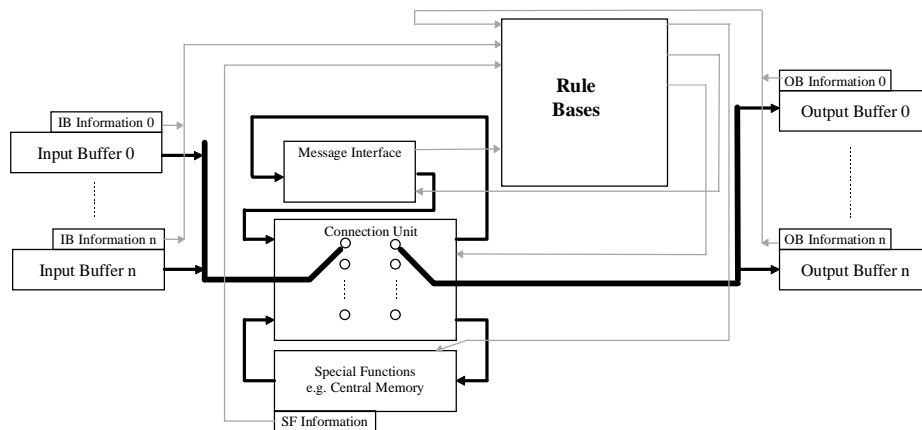 Rule
Bases
OB Information 0
Output Buffer 0
IB Information 0
Input Buffer 0
Message Interface
Connection Unit
IB Information n
Input Buffer n
OB Information n
Output Buffer n
Special Functions
e.g. Central Memory
SF Information